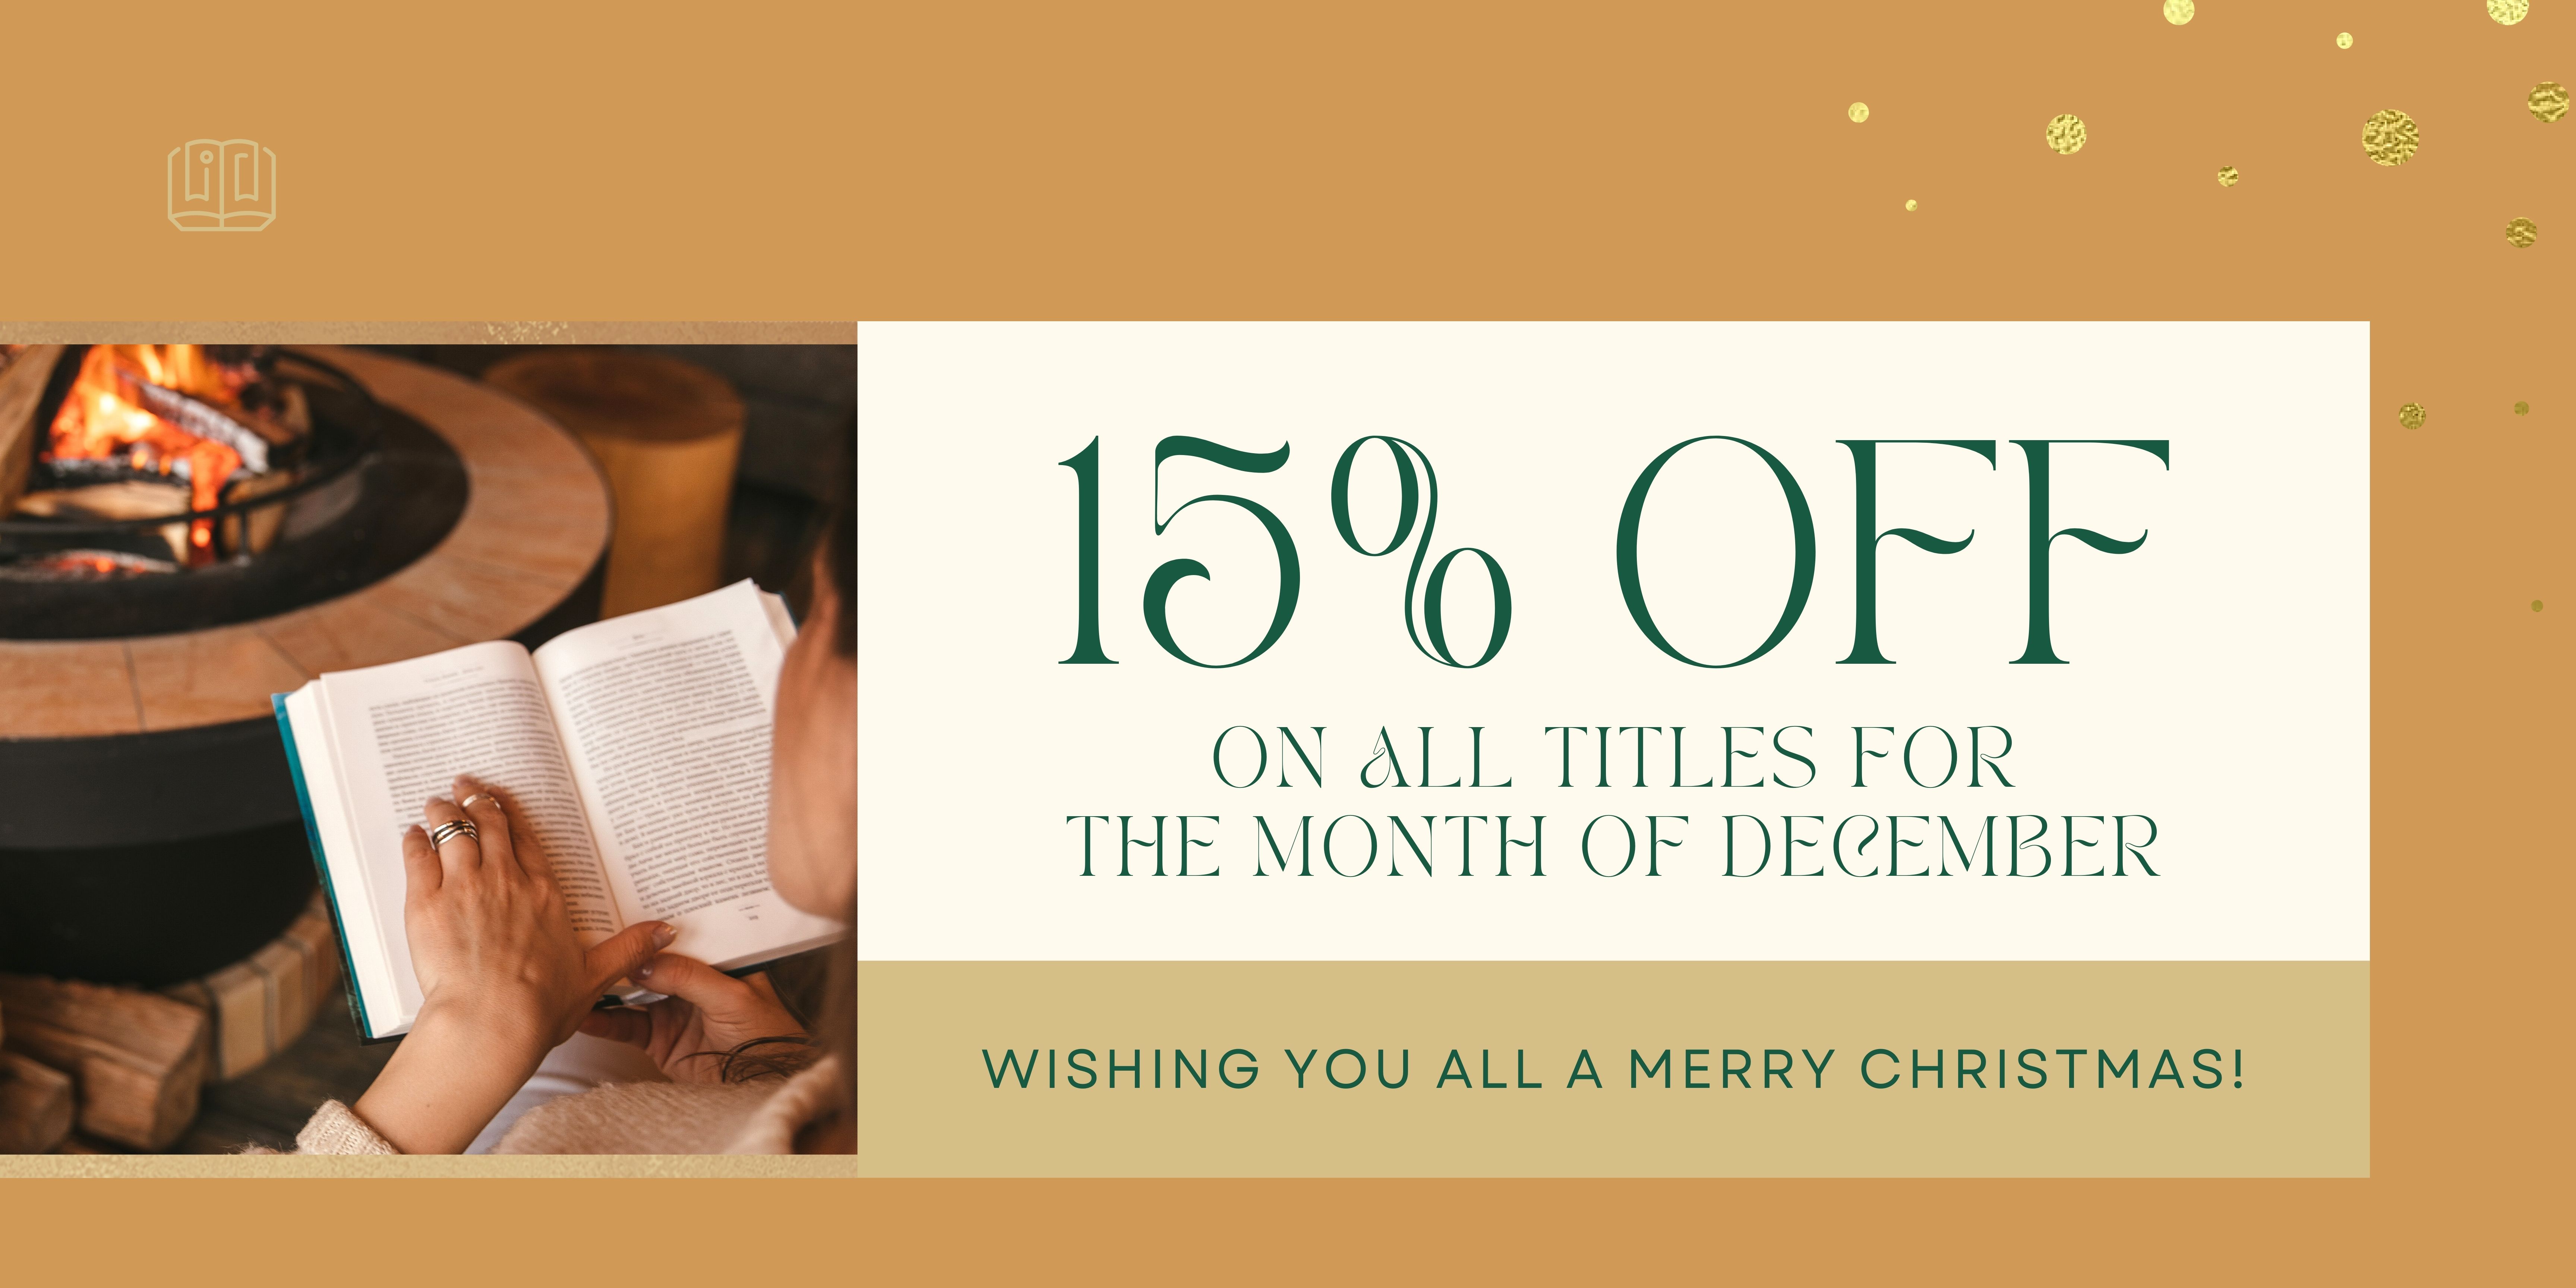 15% OFF
ON ALL TITLES FOR
THE MONTH OF DECEMBER
WISHING YOU ALL A MERRY CHRISTMAS!